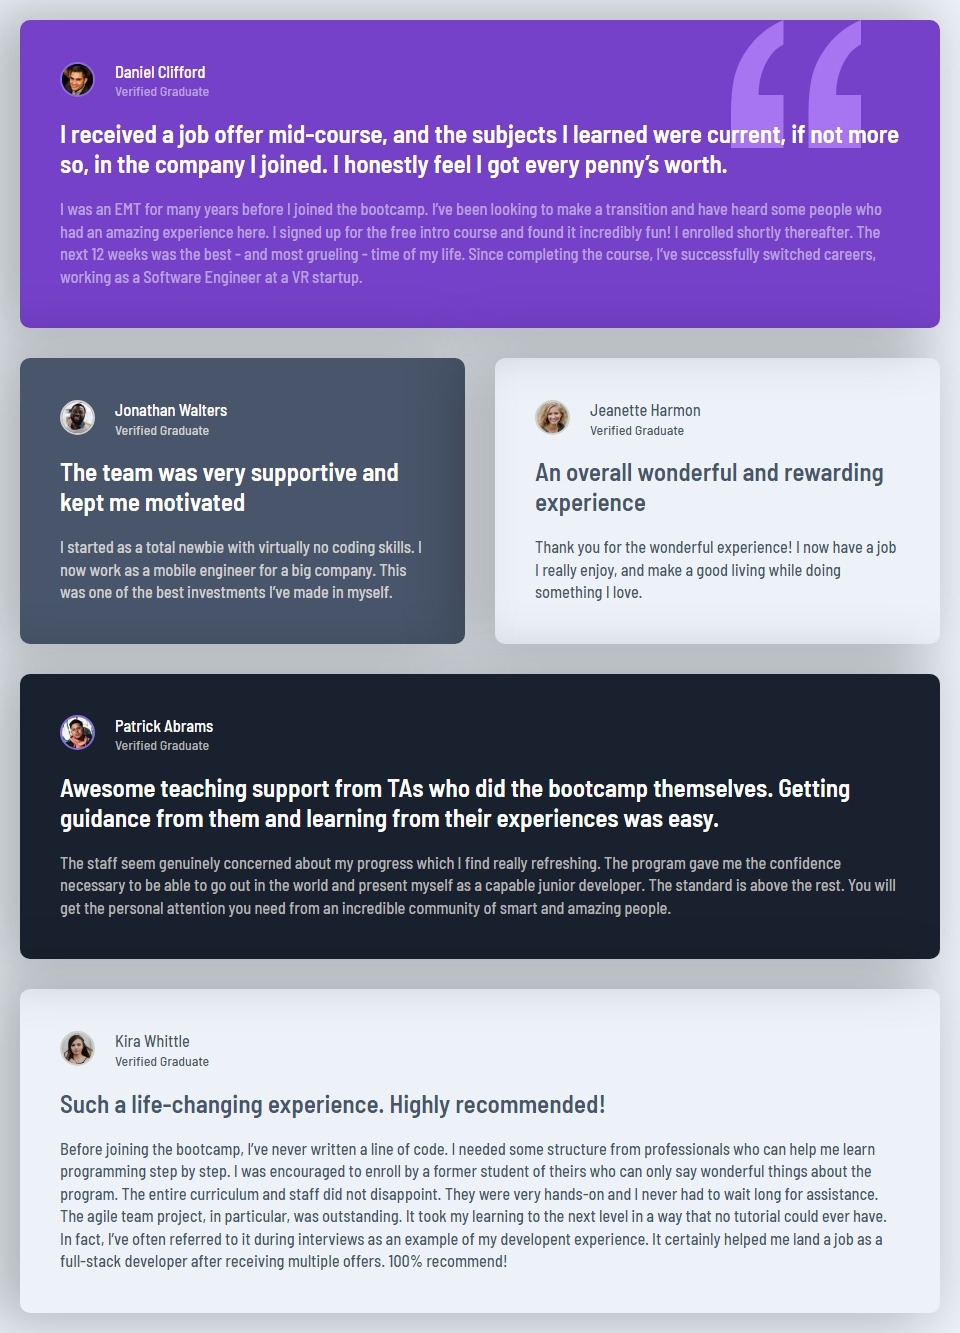 “
Daniel Clifford
Verified Graduate
I received a job offer mid-course, and the subjects I learned were current, if not more
so, in the company I joined. I honestly feel I got every penny’s worth.
I was an EMT for many years before I joined the bootcamp. I’ve been looking to make a transition and have heard some people who
had an amazing experience here. I signed up for the free intro course and found it incredibly fun! I enrolled shortly thereafter. The
next 12 weeks was the best - and most grueling - time of my life. Since completing the course, I’ve successfully switched careers,
working as a Software Engineer at a VR startup.
Jonathan Walters
Verified Graduate
The team was very supportive and
kept me motivated
I started as a total newbie with virtually no coding skills. I
now work as a mobile engineer for a big company. This
was one of the best investments I’ve made in myself.
Jeanette Harmon
Verified Graduate
An overall wonderful and rewarding
experience
Thank you for the wonderful experience! I now have a job
I really enjoy, and make a good living while doing
something I love.
Patrick Abrams
Verified Graduate
Awesome teaching support from TAs who did the bootcamp themselves. Getting
guidance from them and learning from their experiences was easy.
The staff seem genuinely concerned about my progress which I find really refreshing. The program gave me the confidence
necessary to be able to go out in the world and present myself as a capable junior developer. The standard is above the rest. You will
get the personal attention you need from an incredible community of smart and amazing people.
Kira Whittle
Verified Graduate
Such a life-changing experience. Highly recommended!
Before joining the bootcamp, I’ve never written a line of code. I needed some structure from professionals who can help me learn
programming step by step. I was encouraged to enroll by a former student of theirs who can only say wonderful things about the
program. The entire curriculum and staff did not disappoint. They were very hands-on and I never had to wait long for assistance.
The agile team project, in particular, was outstanding. It took my learning to the next level in a way that no tutorial could ever have.
In fact, I’ve often referred to it during interviews as an example of my developent experience. It certainly helped me land a job as a
full-stack developer after receiving multiple offers. 100% recommend!